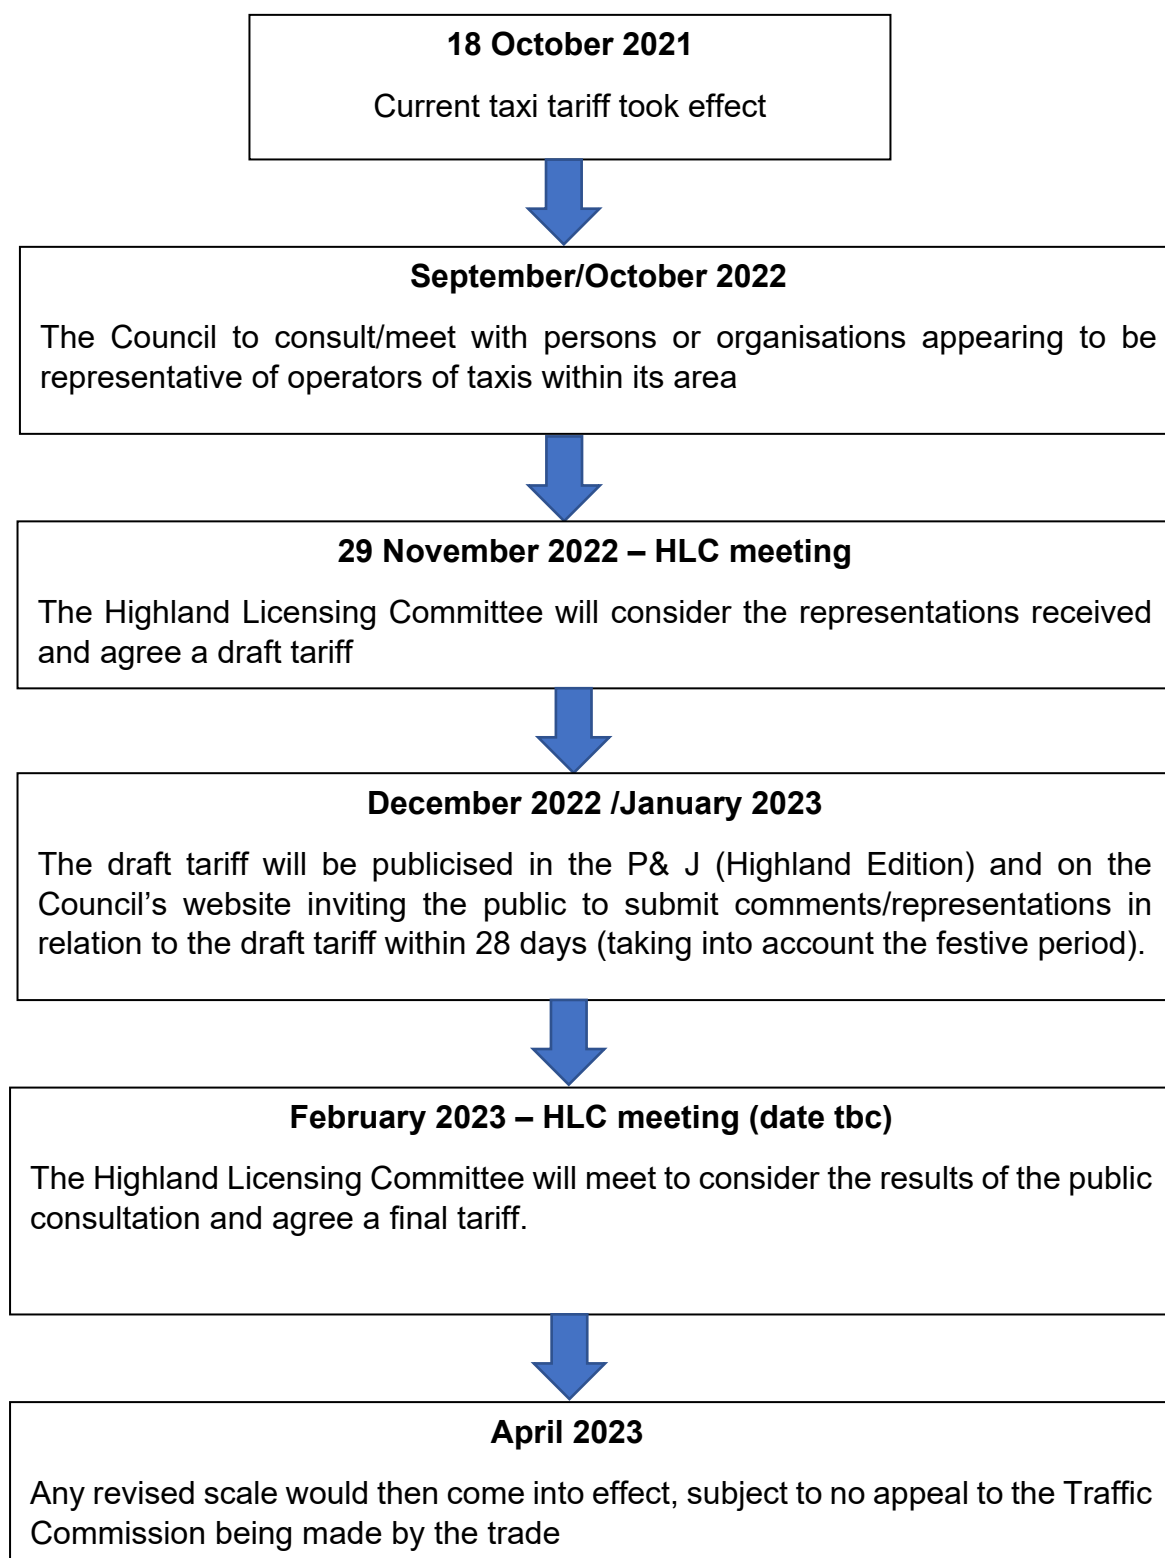 18 October 2021
Current taxi tariff took effect
September/October 2022
The Council to consult/meet with persons or organisations appearing to be
representative of operators of taxis within its area
29 November 2022 – HLC meeting
The Highland Licensing Committee will consider the representations received
and agree a draft tariff
December 2022 /January 2023
The draft tariff will be publicised in the P& J (Highland Edition) and on the
Council’s website inviting the public to submit comments/representations in
relation to the draft tariff within 28 days (taking into account the festive period).
February 2023 – HLC meeting (date tbc)
The Highland Licensing Committee will meet to consider the results of the public
consultation and agree a final tariff.
April 2023
Any revised scale would then come into effect, subject to no appeal to the Traffic
Commission being made by the trade